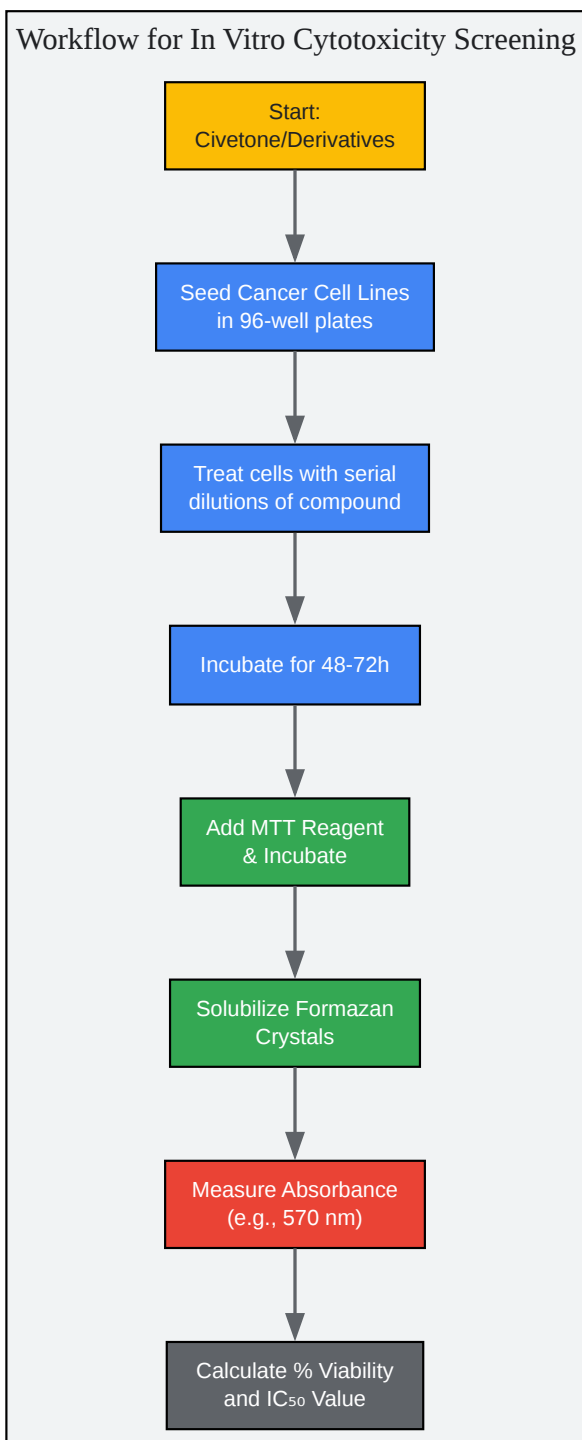 Workflow for In Vitro Cytotoxicity Screening
Start:
Civetone/Derivatives
Seed Cancer Cell Lines
in 96-well plates
Treat cells with serial
dilutions of compound
Incubate for 48-72h
Add MTT Reagent
& Incubate
Solubilize Formazan
Crystals
Measure Absorbance
(e.g., 570 nm)
Calculate % Viability
and IC₅₀ Value